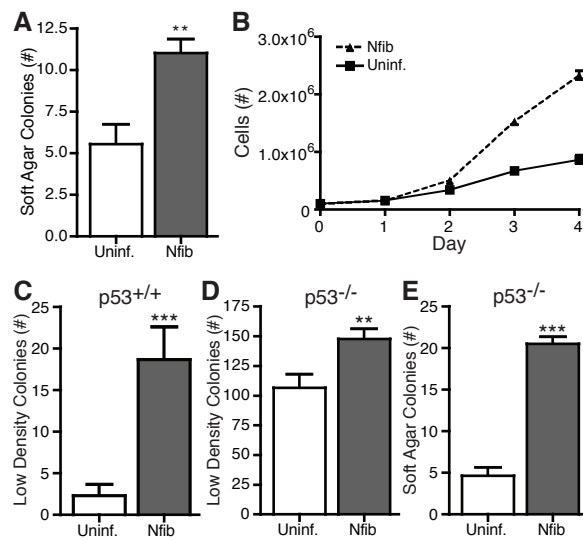 A
Soft Agar Colonies (#)
12.5
10.0
7.5
5.0
2.5
0.0
**
Uninf.
Nfib
B
Cells (#)
3.0x10⁶
2.0x10⁶
1.0x10⁶
0
Nfib
Uninf.
0 1 2 3 4
Day
C
p53⁺/⁺
Low Density Colonies (#)
25
20
15
10
5
0
***
Uninf.
Nfib
D
p53⁻/⁻
Low Density Colonies (#)
175
150
125
100
75
50
25
0
**
Uninf.
Nfib
E
p53⁻/⁻
Soft Agar Colonies (#)
25
20
15
10
5
0
***
Uninf.
Nfib